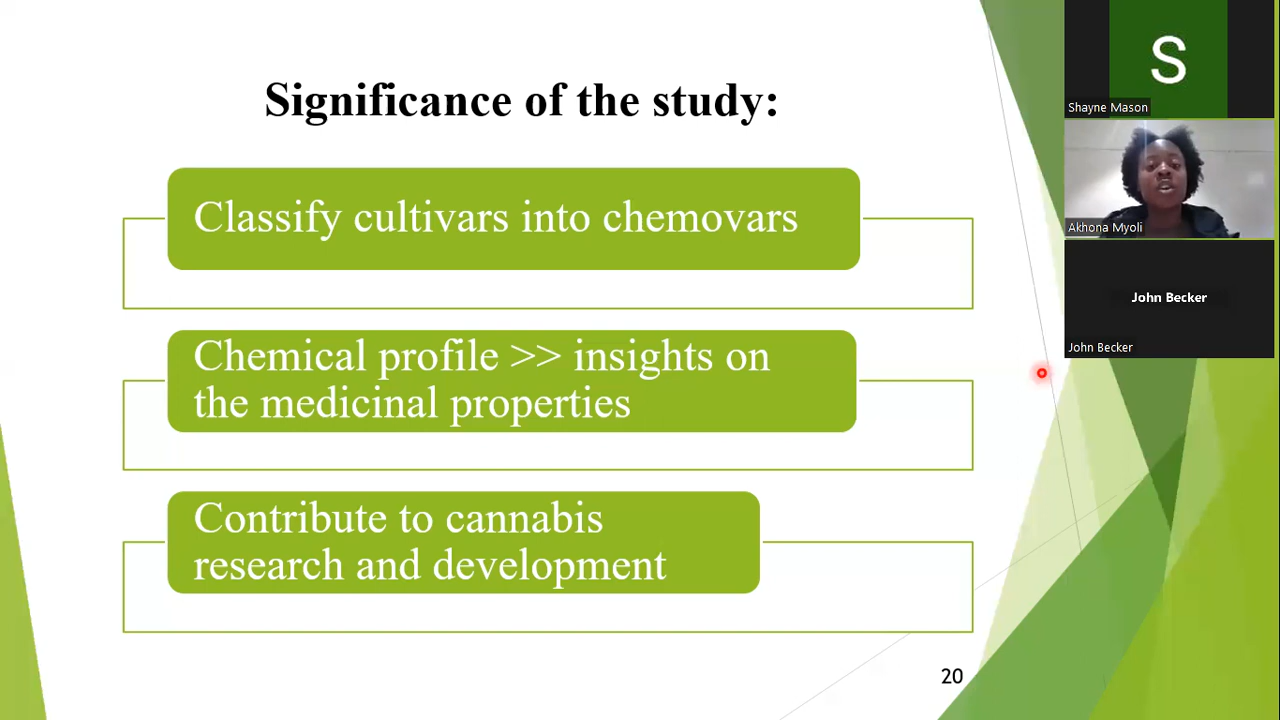 Significance of the study:
Classify cultivars into chemovars
Chemical profile >> insights on
the medicinal properties
Contribute to cannabis
research and development
20
S
Shayne Mason
Akhona Myoli
John Becker
John Becker